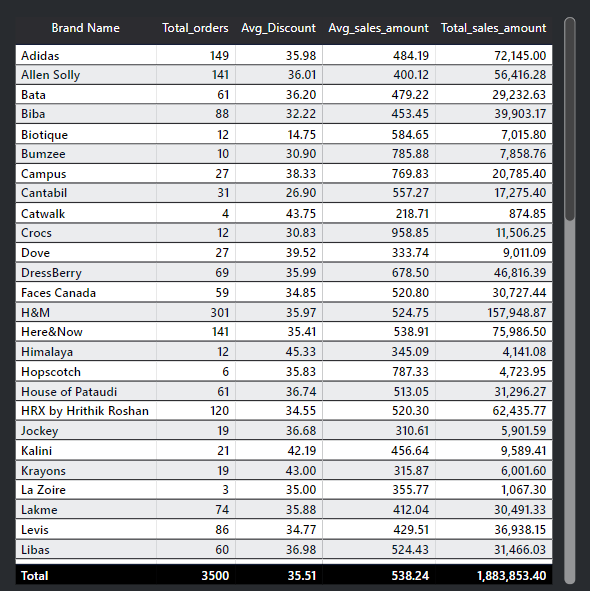 Brand Name Total_orders Avg_Discount Avg_sales_amount Total_sales_amount
Adidas 149 35.98 484.19 72,145.00
Allen Solly 141 36.01 400.12 56,416.28
Bata 61 36.20 479.22 29,232.63
Biba 88 32.22 453.45 39,903.17
Biotique 12 14.75 584.65 7,015.80
Bumzee 10 30.90 785.88 7,858.76
Campus 27 38.33 769.83 20,785.40
Cantabil 31 26.90 557.27 17,275.40
Catwalk 4 43.75 218.71 874.85
Crocs 12 30.83 958.85 11,506.25
Dove 27 39.52 333.74 9,011.09
DressBerry 69 35.99 678.50 46,816.39
Faces Canada 59 34.85 520.80 30,727.44
H&M 301 35.97 524.75 157,948.87
Here&Now 141 35.41 538.91 75,986.50
Himalaya 12 45.33 345.09 4,141.08
Hopscotch 6 35.83 787.33 4,723.95
House of Pataudi 61 36.74 513.05 31,296.27
HRX by Hrithik Roshan 120 34.55 520.30 62,435.77
Jockey 19 36.68 310.61 5,901.59
Kalini 21 42.19 456.64 9,589.41
Krayons 19 43.00 315.87 6,001.60
La Zoire 3 35.00 355.77 1,067.30
Lakme 74 35.88 412.04 30,491.33
Levis 86 34.77 429.51 36,938.15
Libas 60 36.98 524.43 31,466.03
Total 3500 35.51 538.24 1,883,853.40